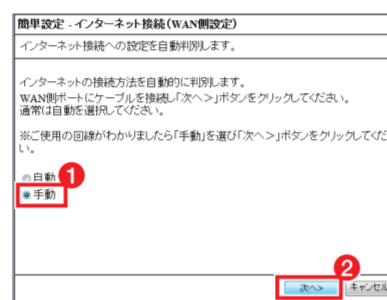 簡単設定 - インターネット接続(WAN側設定)
インターネット接続への設定を自動判別します。
インターネットの接続方法を自動的に判別します。
WAN側ポートにケーブルを接続し「次へ>」ボタンをクリックしてください。
通常は自動を選択してください。
※ご使用の回線がわかりましたら「手動」を選び「次へ>」ボタンをクリックしてくだ
い。
自動
1
手動
2
次へ>
キャンセル